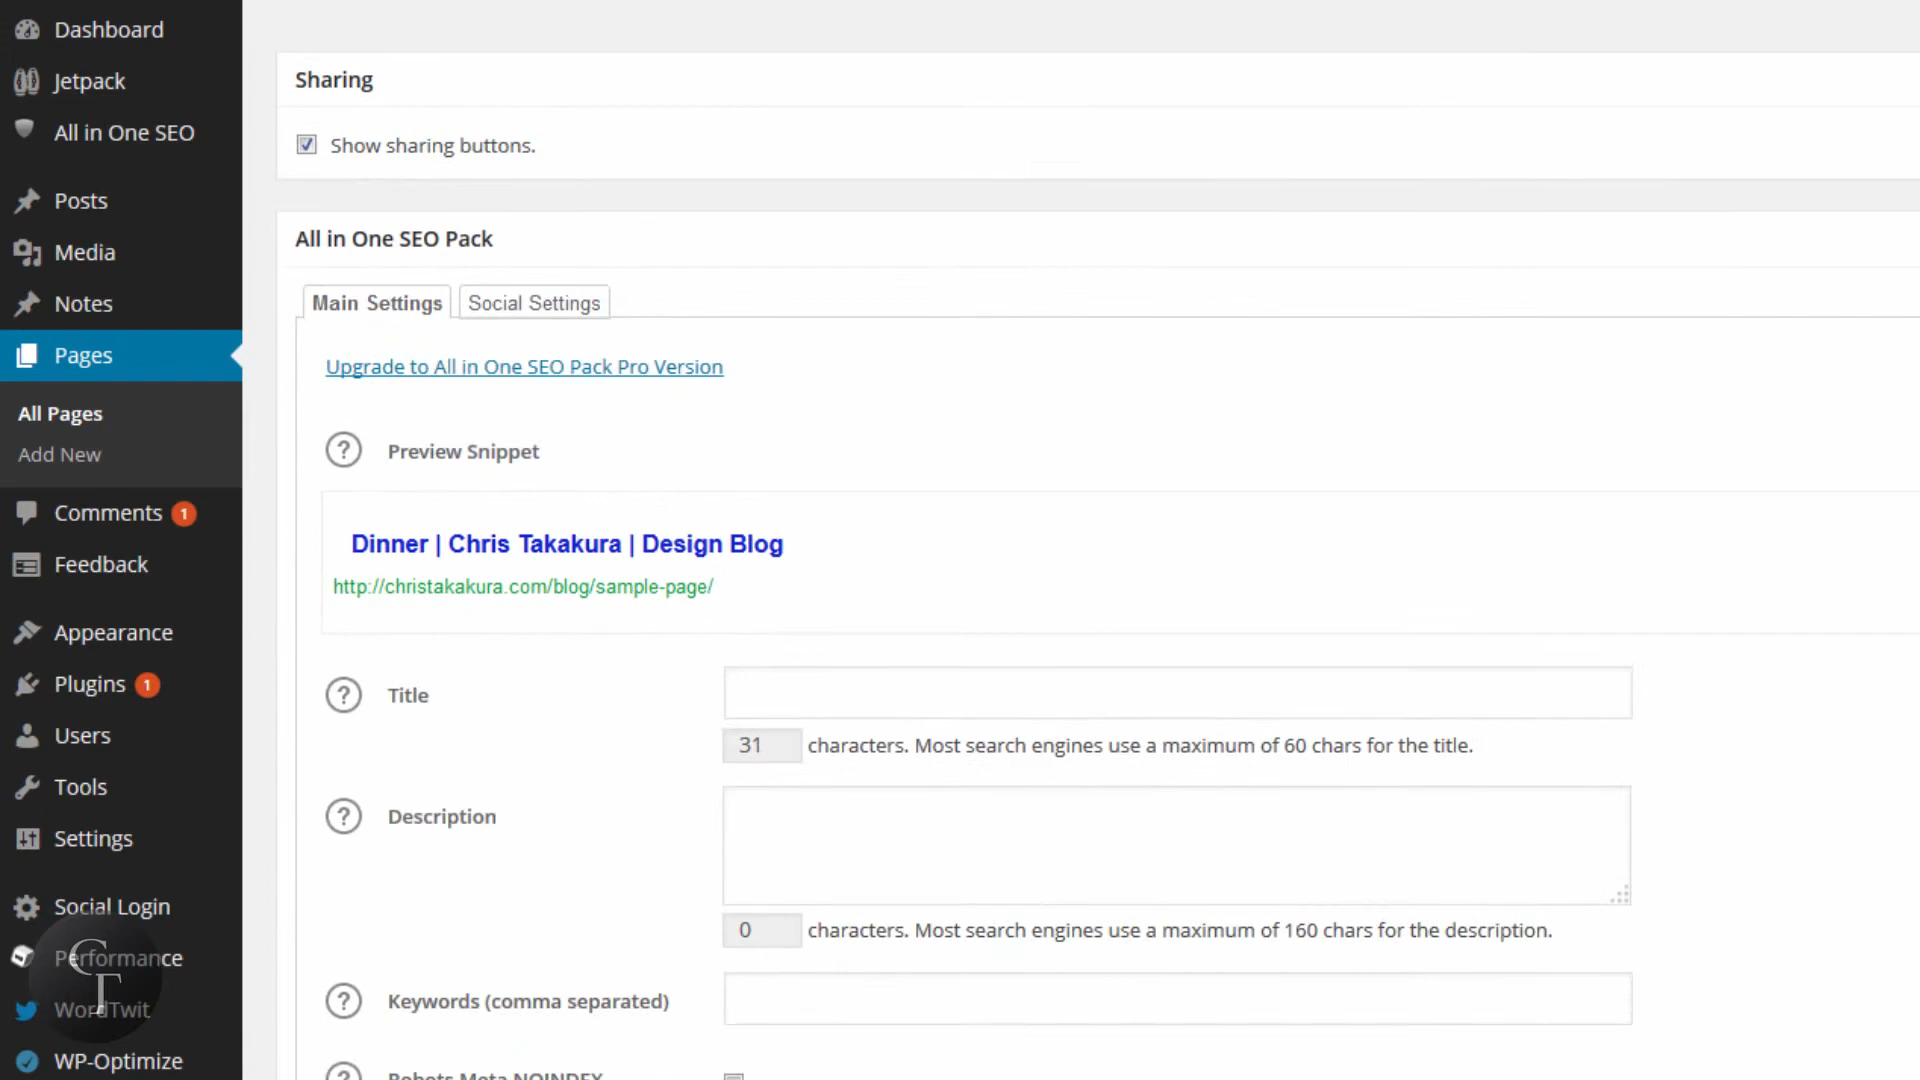 Dashboard
Jetpack
All in One SEO
Posts
Media
Notes
Pages
All Pages
Add New
Comments 1
Feedback
Appearance
Plugins 1
Users
Tools
Settings
Social Login
Performance
WordTwit
WP-Optimize
CT
Sharing
Show sharing buttons.
All in One SEO Pack
Main Settings Social Settings
Upgrade to All in One SEO Pack Pro Version
? Preview Snippet
Dinner | Chris Takakura | Design Blog
http://christakakura.com/blog/sample-page/
? Title
31 characters. Most search engines use a maximum of 60 chars for the title.
? Description
0 characters. Most search engines use a maximum of 160 chars for the description.
? Keywords (comma separated)
? Robots Meta NOINDEX